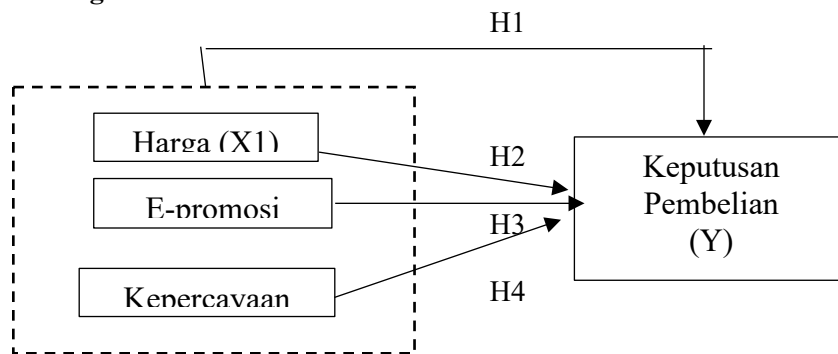 H1
Harga (X1)
H2
E-promosi
H3
Kepercayaan
H4
Keputusan
Pembelian
(Y)